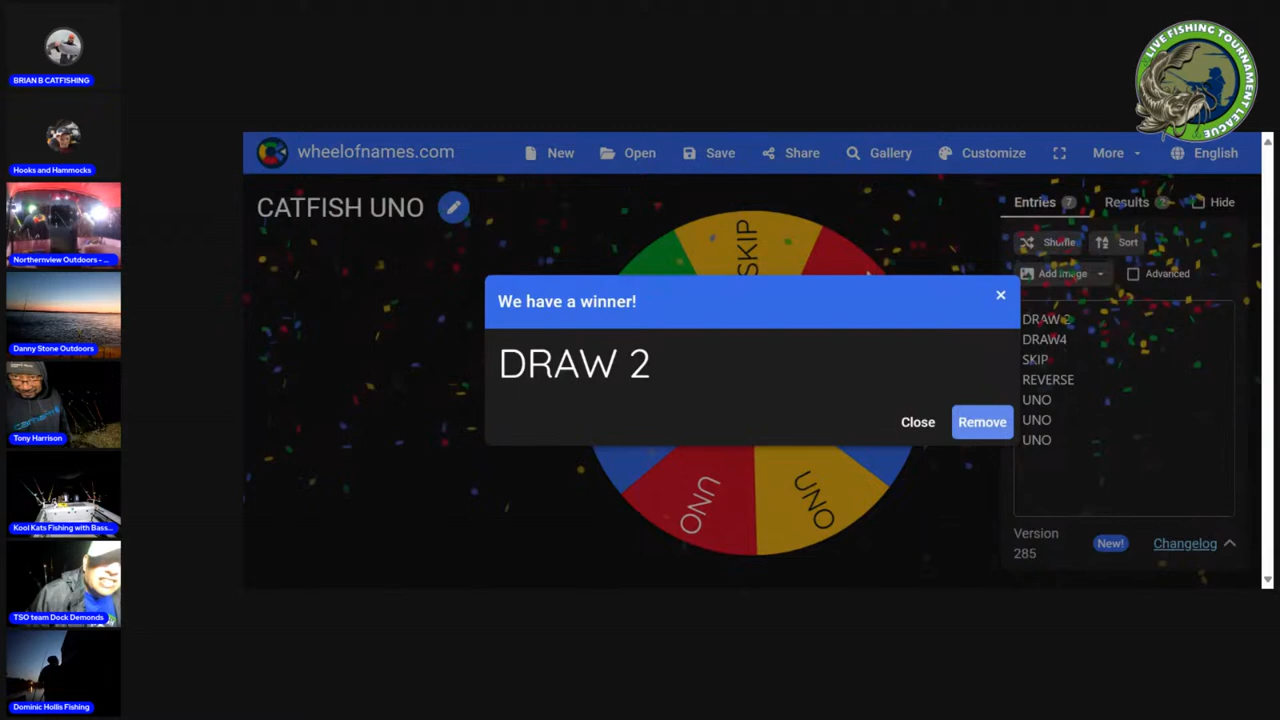 BRIAN B CATFISHING
Hooks and Hammocks
Northernview Outdoors - ...
Danny Stone Outdoors
Tony Harrison
Kool Kats Fishing with Bass...
TSO team Dock Demonds
Dominic Hollis Fishing
LIVE FISHING TOURNAMENT LEAGUE
wheelofnames.com
New
Open
Save
Share
Gallery
Customize
More
English
CATFISH UNO
SKIP
UNO
UNO
We have a winner!
DRAW 2
Close
Remove
Entries 7
Results 2
Hide
Shuffle
Sort
Add image
Advanced
DRAW 2
DRAW4
SKIP
REVERSE
UNO
UNO
UNO
Version
285
New!
Changelog